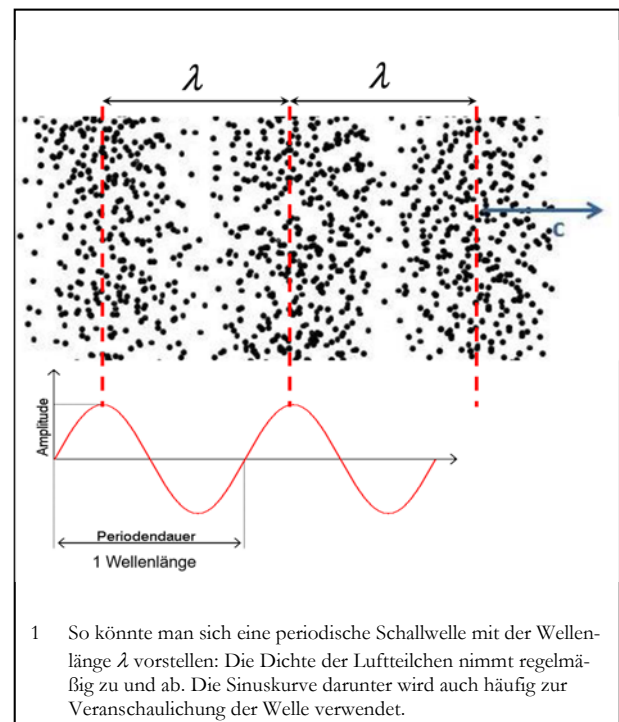 λ λ
c
Amplitude
Periodendauer
1 Wellenlänge
1 So könnte man sich eine periodische Schallwelle mit der Wellen-
länge λ vorstellen: Die Dichte der Luftteilchen nimmt regelmä-
ßig zu und ab. Die Sinuskurve darunter wird auch häufig zur
Veranschaulichung der Welle verwendet.